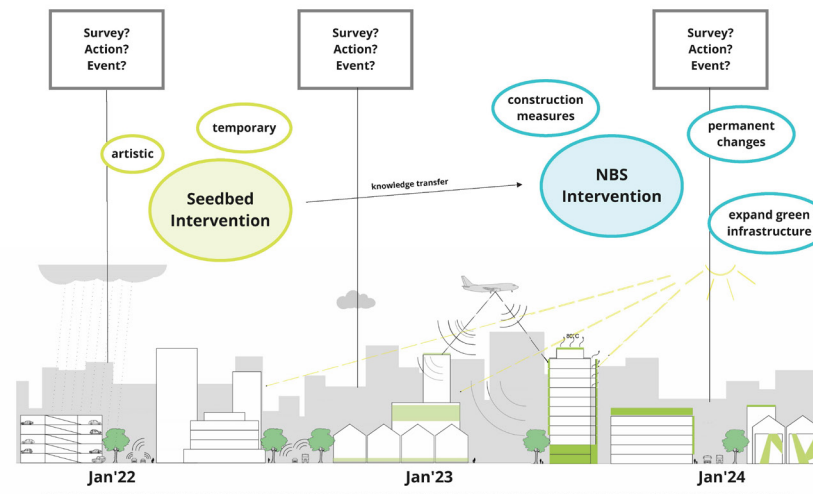 Survey?
Action?
Event?
Survey?
Action?
Event?
Survey?
Action?
Event?
artistic
temporary
Seedbed
Intervention
knowledge transfer
construction
measures
NBS
Intervention
permanent
changes
expand green
infrastructure
80°C
Jan'22
Jan'23
Jan'24